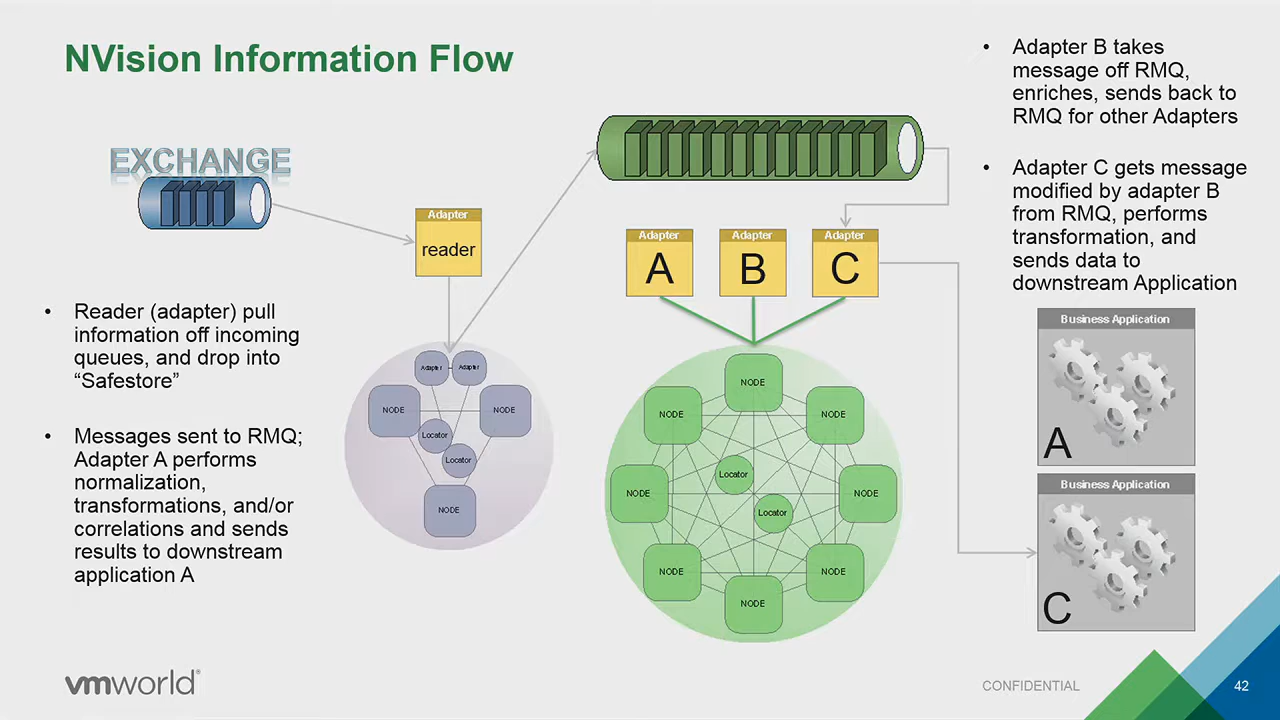 NVision Information Flow
EXCHANGE
Adapter
reader
• Reader (adapter) pull
information off incoming
queues, and drop into
“Safestore”
• Messages sent to RMQ;
Adapter A performs
normalization,
transformations, and/or
correlations and sends
results to downstream
application A
Adapter
Adapter
NODE
NODE
Locator
Locator
NODE
Adapter
A
Adapter
B
Adapter
C
NODE
NODE
NODE
Locator
NODE
NODE
Locator
NODE
NODE
NODE
• Adapter B takes
message off RMQ,
enriches, sends back to
RMQ for other Adapters
• Adapter C gets message
modified by adapter B
from RMQ, performs
transformation, and
sends data to
downstream Application
Business Application
A
Business Application
C
vmworld®
CONFIDENTIAL
42